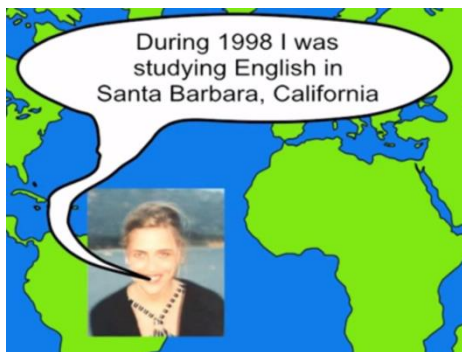 During 1998 I was
studying English in
Santa Barbara, California